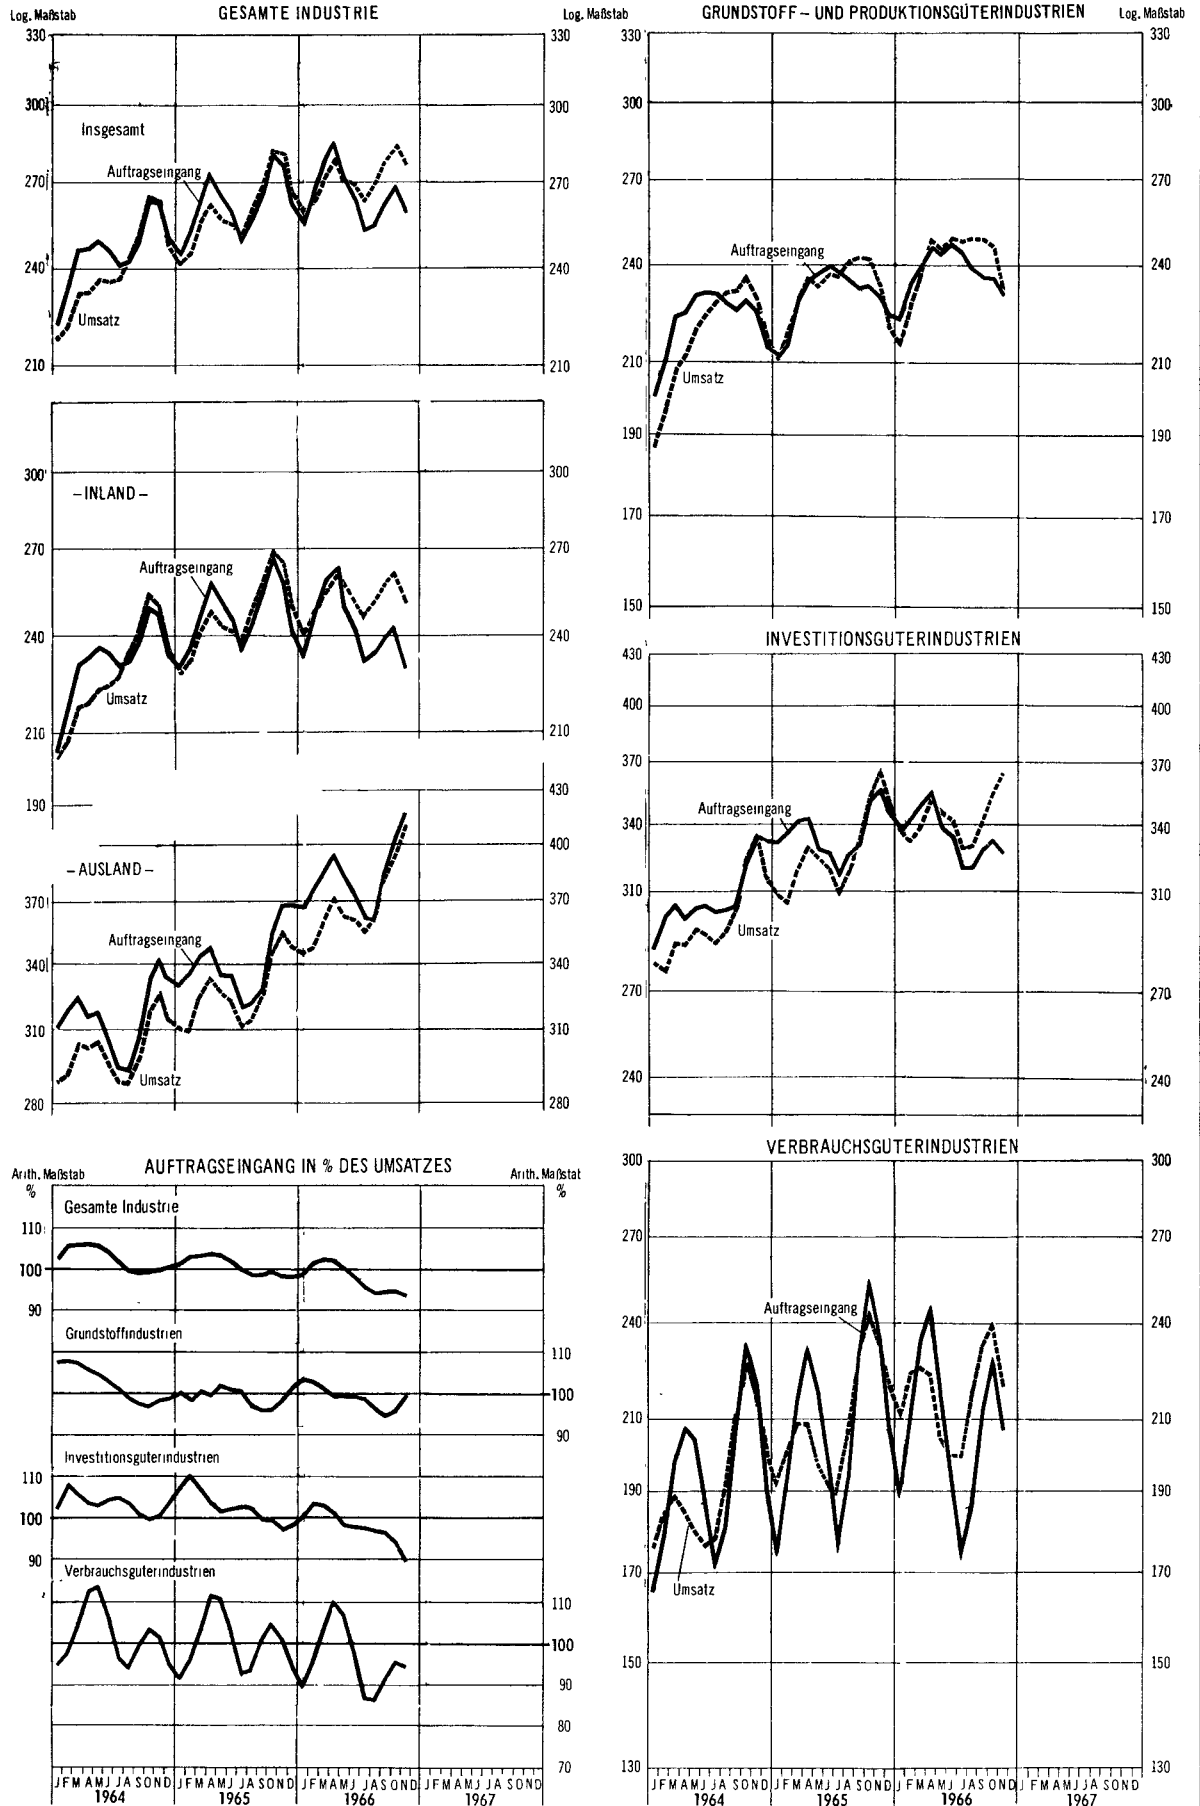 GESAMTE INDUSTRIE
Log. Maßstab Log. Maßstab
330 330
300 300
Insgesamt
Auftragseingang
270 270
240 240
Umsatz
210 210
300 300
– INLAND –
270 270
Auftragseingang
240 240
Umsatz
210 210
190 430
400
– AUSLAND –
370 370
Auftragseingang
340 340
310 310
Umsatz
280 280
AUFTRAGSEINGANG IN % DES UMSATZES
Arith. Maßstab Arith. Maßstat
% %
Gesamte Industrie
110
100
90
Grundstoffindustrien
110
100
90
Investitionsguterindustrien
110
100
90
Verbrauchsguterindustrien
110
100
90
80
70
J F M A M J J A S O N D J F M A M J J A S O N D J F M A M J J A S O N D J F M A M J J A S O N D
1964 1965 1966 1967
GRUNDSTOFF – UND PRODUKTIONSGÜTERINDUSTRIEN
Log. Maßstab
330 330
300 300
270 270
Auftragseingang
240 240
210 210
Umsatz
190 190
170 170
150 150
INVESTITIONSGUTERINDUSTRIEN
430 430
400 400
370 370
Auftragseingang
340 340
310 310
Umsatz
270 270
240 240
VERBRAUCHSGUTERINDUSTRIEN
300 300
270 270
Auftragseingang
240 240
210 210
190 190
170 170
Umsatz
150 150
130 130
J F M A M J J A S O N D J F M A M J J A S O N D J F M A M J J A S O N D J F M A M J J A S O N D
1964 1965 1966 1967